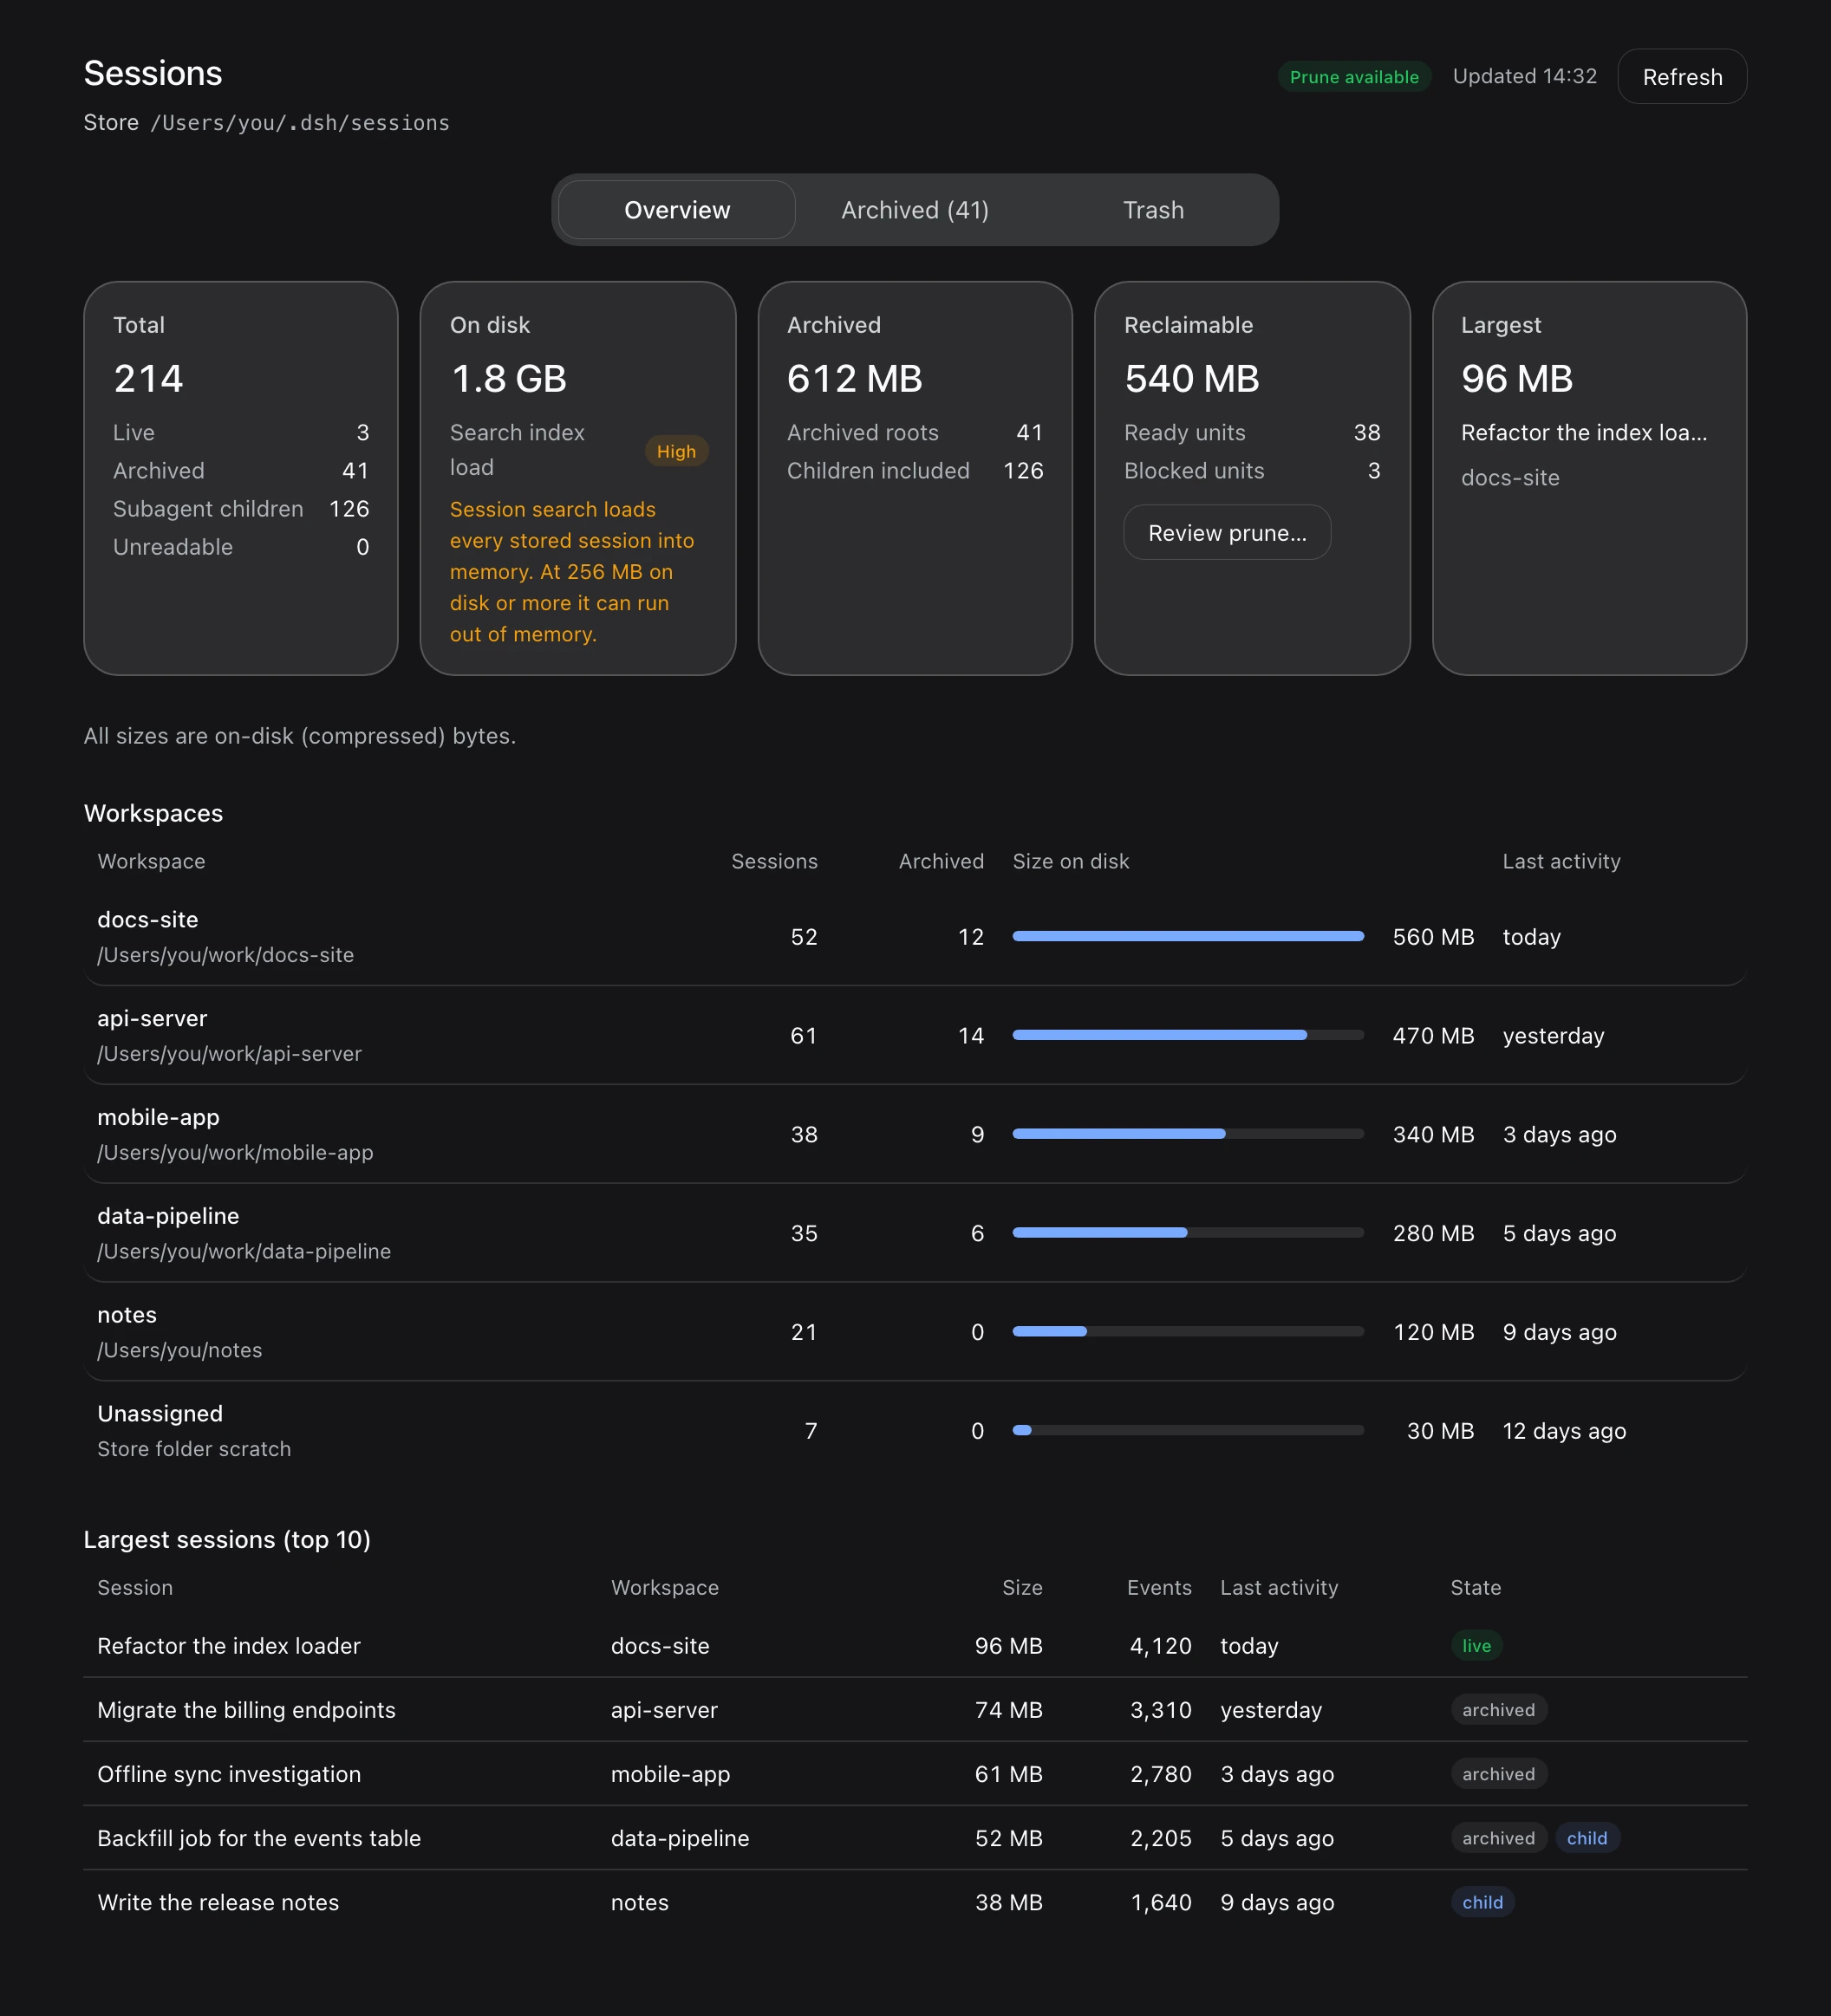 Sessions
Prune available
Updated 14:32
Refresh
Store /Users/you/.dsh/sessions
Overview
Archived (41)
Trash
Total
214
Live 3
Archived 41
Subagent children 126
Unreadable 0
On disk
1.8 GB
Search index
load
High
Session search loads
every stored session into
memory. At 256 MB on
disk or more it can run
out of memory.
Archived
612 MB
Archived roots 41
Children included 126
Reclaimable
540 MB
Ready units 38
Blocked units 3
Review prune...
Largest
96 MB
Refactor the index loa...
docs-site
All sizes are on-disk (compressed) bytes.
Workspaces
Workspace Sessions Archived Size on disk Last activity
docs-site
/Users/you/work/docs-site
52 12 560 MB today
api-server
/Users/you/work/api-server
61 14 470 MB yesterday
mobile-app
/Users/you/work/mobile-app
38 9 340 MB 3 days ago
data-pipeline
/Users/you/work/data-pipeline
35 6 280 MB 5 days ago
notes
/Users/you/notes
21 0 120 MB 9 days ago
Unassigned
Store folder scratch
7 0 30 MB 12 days ago
Largest sessions (top 10)
Session Workspace Size Events Last activity State
Refactor the index loader docs-site 96 MB 4,120 today live
Migrate the billing endpoints api-server 74 MB 3,310 yesterday archived
Offline sync investigation mobile-app 61 MB 2,780 3 days ago archived
Backfill job for the events table data-pipeline 52 MB 2,205 5 days ago archived child
Write the release notes notes 38 MB 1,640 9 days ago child